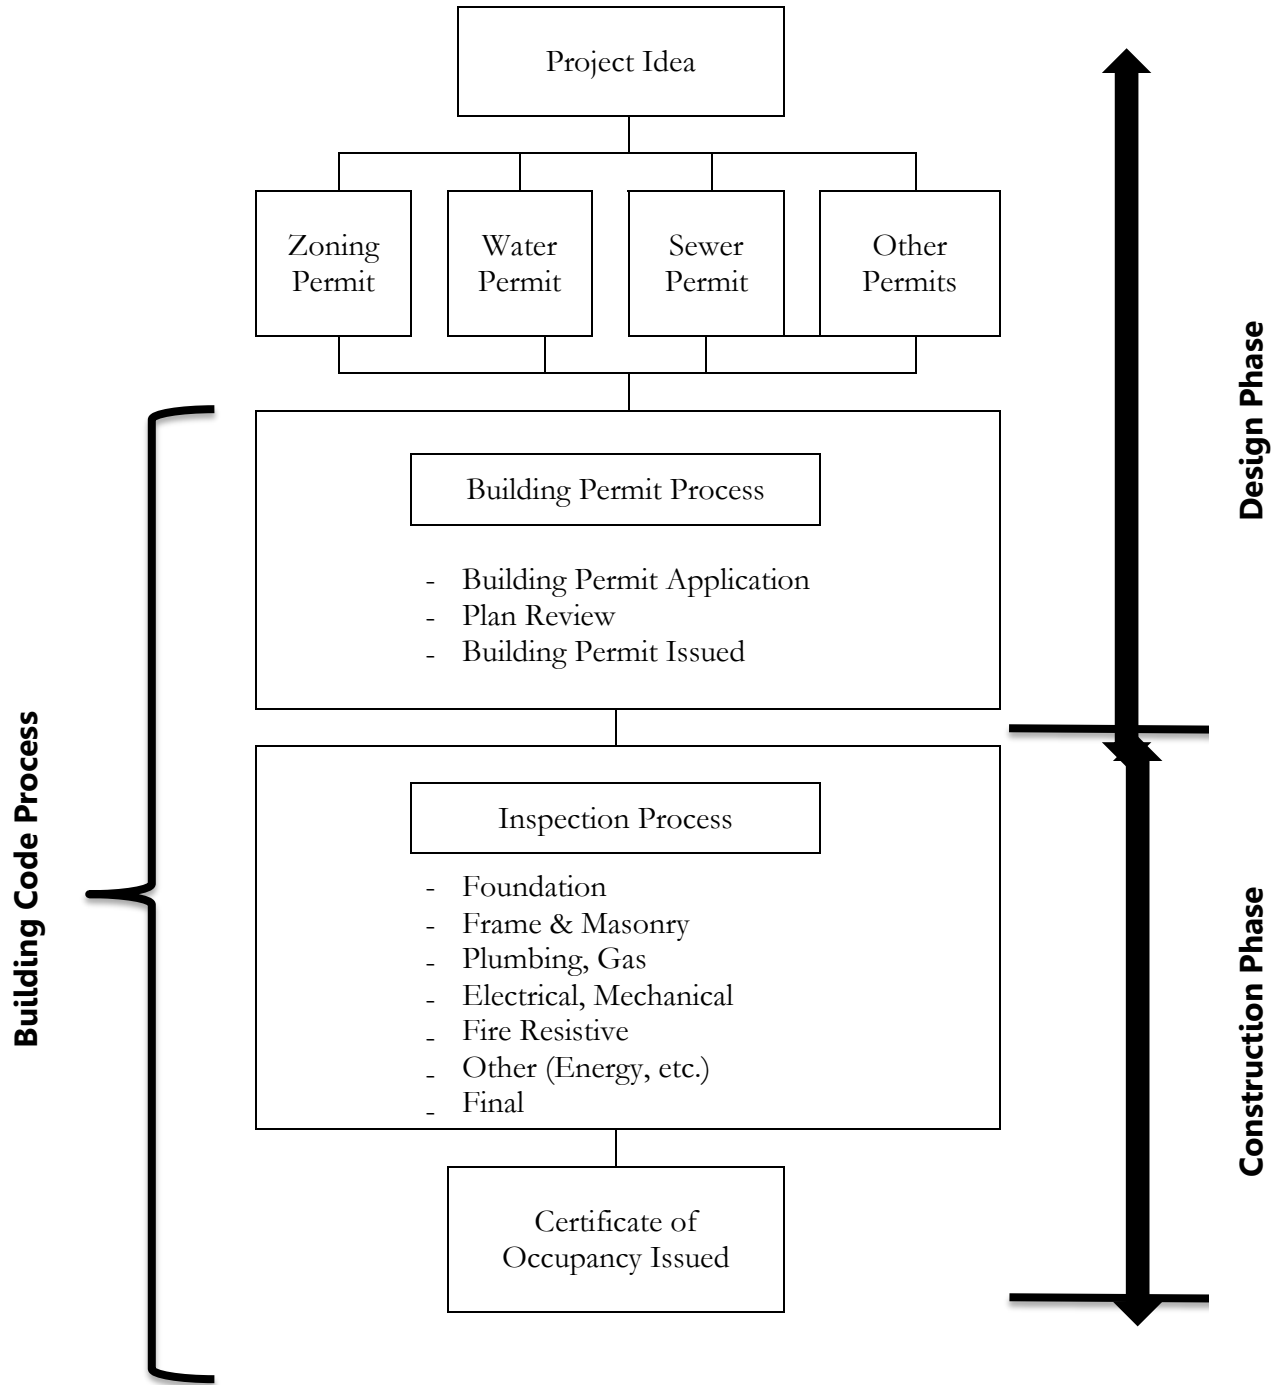 Project Idea
Zoning
Permit
Water
Permit
Sewer
Permit
Other
Permits
Building Permit Process
- Building Permit Application
- Plan Review
- Building Permit Issued
Inspection Process
- Foundation
- Frame & Masonry
- Plumbing, Gas
- Electrical, Mechanical
- Fire Resistive
- Other (Energy, etc.)
- Final
Certificate of
Occupancy Issued
Building Code Process
Design Phase
Construction Phase